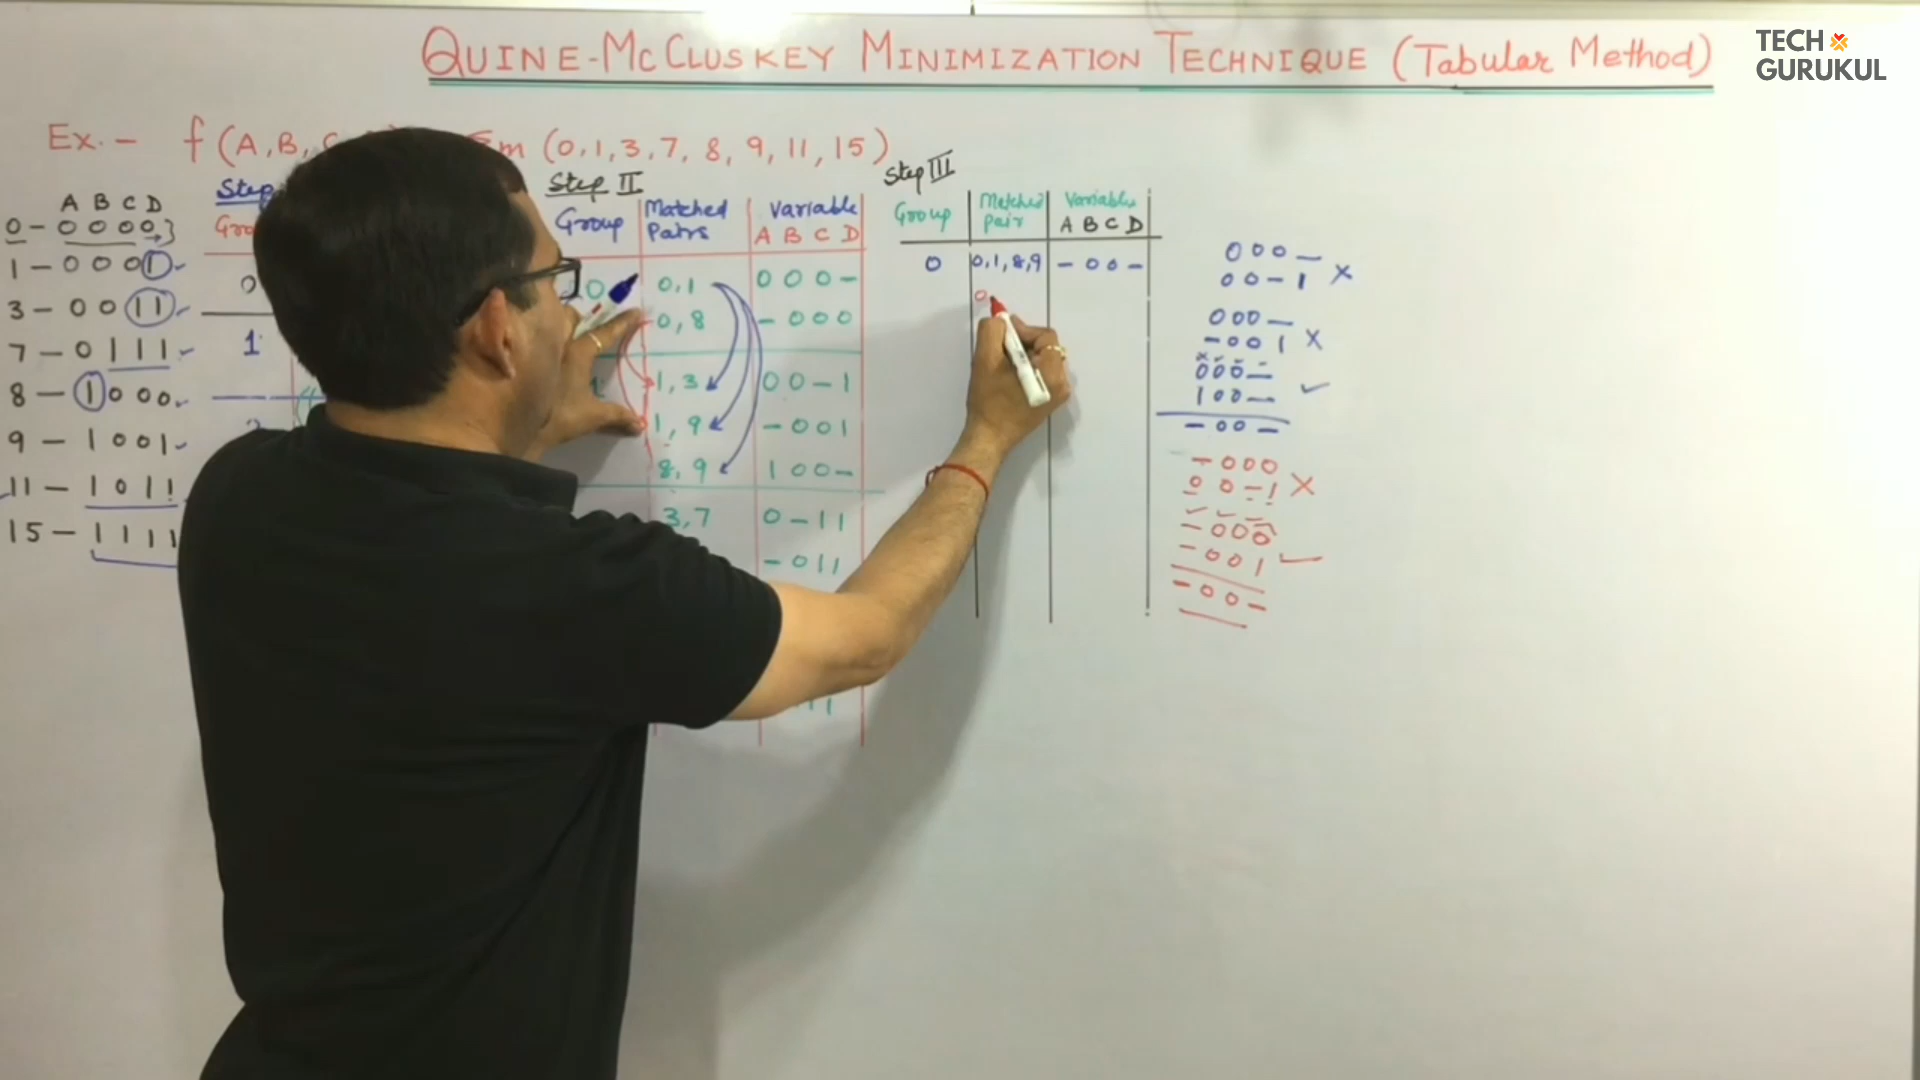 QUINE-MCCLUSKEY MINIMIZATION TECHNIQUE (Tabular Method)
TECH
GURUKUL
Ex.- f (A,B, m (0,1,3,7, 8, 9, 11, 15)
A B C D
0 - 0 0 0 0
1 - 0 0 0 1
3 - 0 0 1 1
7 - 0 1 1 1
8 - 1 0 0 0
9 - 1 0 0 1
11 - 1 0 1 1
15 - 1 1 1 1
Step
0
1
Step II
Group Matched Pairs Variable
A B C D
0 0,1 0 0 0 -
0,8 - 0 0 0
1,3 0 0 - 1
1,9 - 0 0 1
8,9 1 0 0 -
3,7 0 - 1 1
- 0 1 1
Step III
Group Matched pair Variable
A B C D
0 0,1,8,9 - 0 0 -
0
0 0 0 -
0 0 - 1 x
0 0 0 -
- 0 0 1 x
0 0 0 -
1 0 0 - ✓
- 0 0 -
- 0 0 0
0 0 - 1 x
- 0 0 0
- 0 0 1 ✓
- 0 0 -